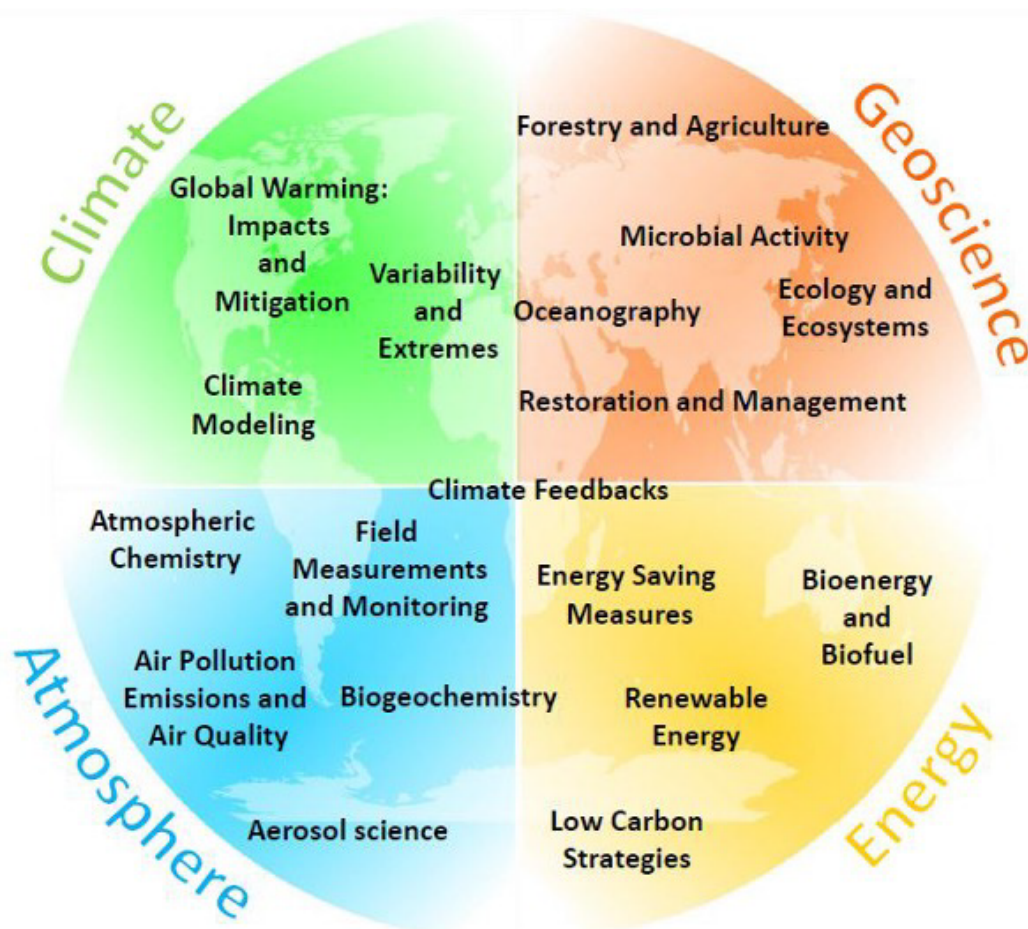 Climate
Global Warming:
Impacts
and
Mitigation
Variability
and
Extremes
Climate
Modeling
Geoscience
Forestry and Agriculture
Microbial Activity
Oceanography
Ecology and
Ecosystems
Restoration and Management
Climate Feedbacks
Atmosphere
Atmospheric
Chemistry
Field
Measurements
and Monitoring
Air Pollution
Emissions and
Air Quality
Biogeochemistry
Aerosol science
Energy
Energy Saving
Measures
Bioenergy
and
Biofuel
Renewable
Energy
Low Carbon
Strategies